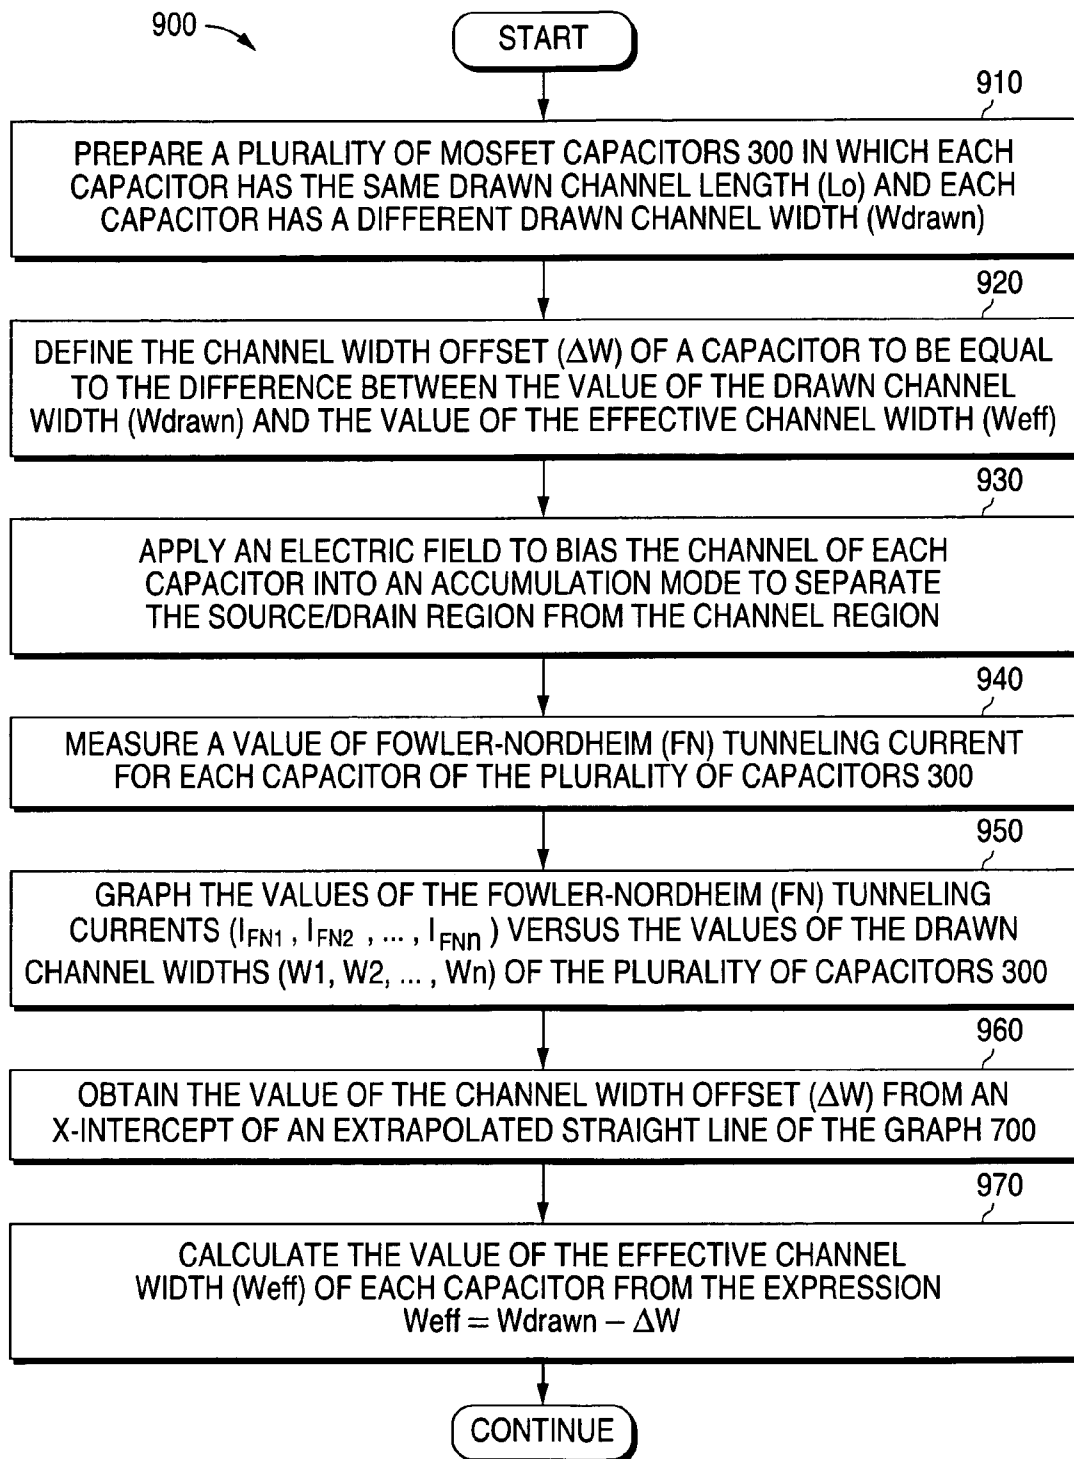 900
START
910
PREPARE A PLURALITY OF MOSFET CAPACITORS 300 IN WHICH EACH
CAPACITOR HAS THE SAME DRAWN CHANNEL LENGTH (Lo) AND EACH
CAPACITOR HAS A DIFFERENT DRAWN CHANNEL WIDTH (Wdrawn)
920
DEFINE THE CHANNEL WIDTH OFFSET (ΔW) OF A CAPACITOR TO BE EQUAL
TO THE DIFFERENCE BETWEEN THE VALUE OF THE DRAWN CHANNEL
WIDTH (Wdrawn) AND THE VALUE OF THE EFFECTIVE CHANNEL WIDTH (Weff)
930
APPLY AN ELECTRIC FIELD TO BIAS THE CHANNEL OF EACH
CAPACITOR INTO AN ACCUMULATION MODE TO SEPARATE
THE SOURCE/DRAIN REGION FROM THE CHANNEL REGION
940
MEASURE A VALUE OF FOWLER-NORDHEIM (FN) TUNNELING CURRENT
FOR EACH CAPACITOR OF THE PLURALITY OF CAPACITORS 300
950
GRAPH THE VALUES OF THE FOWLER-NORDHEIM (FN) TUNNELING
CURRENTS (IFN1 , IFN2 , ... , IFNn ) VERSUS THE VALUES OF THE DRAWN
CHANNEL WIDTHS (W1, W2, ... , Wn) OF THE PLURALITY OF CAPACITORS 300
960
OBTAIN THE VALUE OF THE CHANNEL WIDTH OFFSET (ΔW) FROM AN
X-INTERCEPT OF AN EXTRAPOLATED STRAIGHT LINE OF THE GRAPH 700
970
CALCULATE THE VALUE OF THE EFFECTIVE CHANNEL
WIDTH (Weff) OF EACH CAPACITOR FROM THE EXPRESSION
Weff = Wdrawn – ΔW
CONTINUE